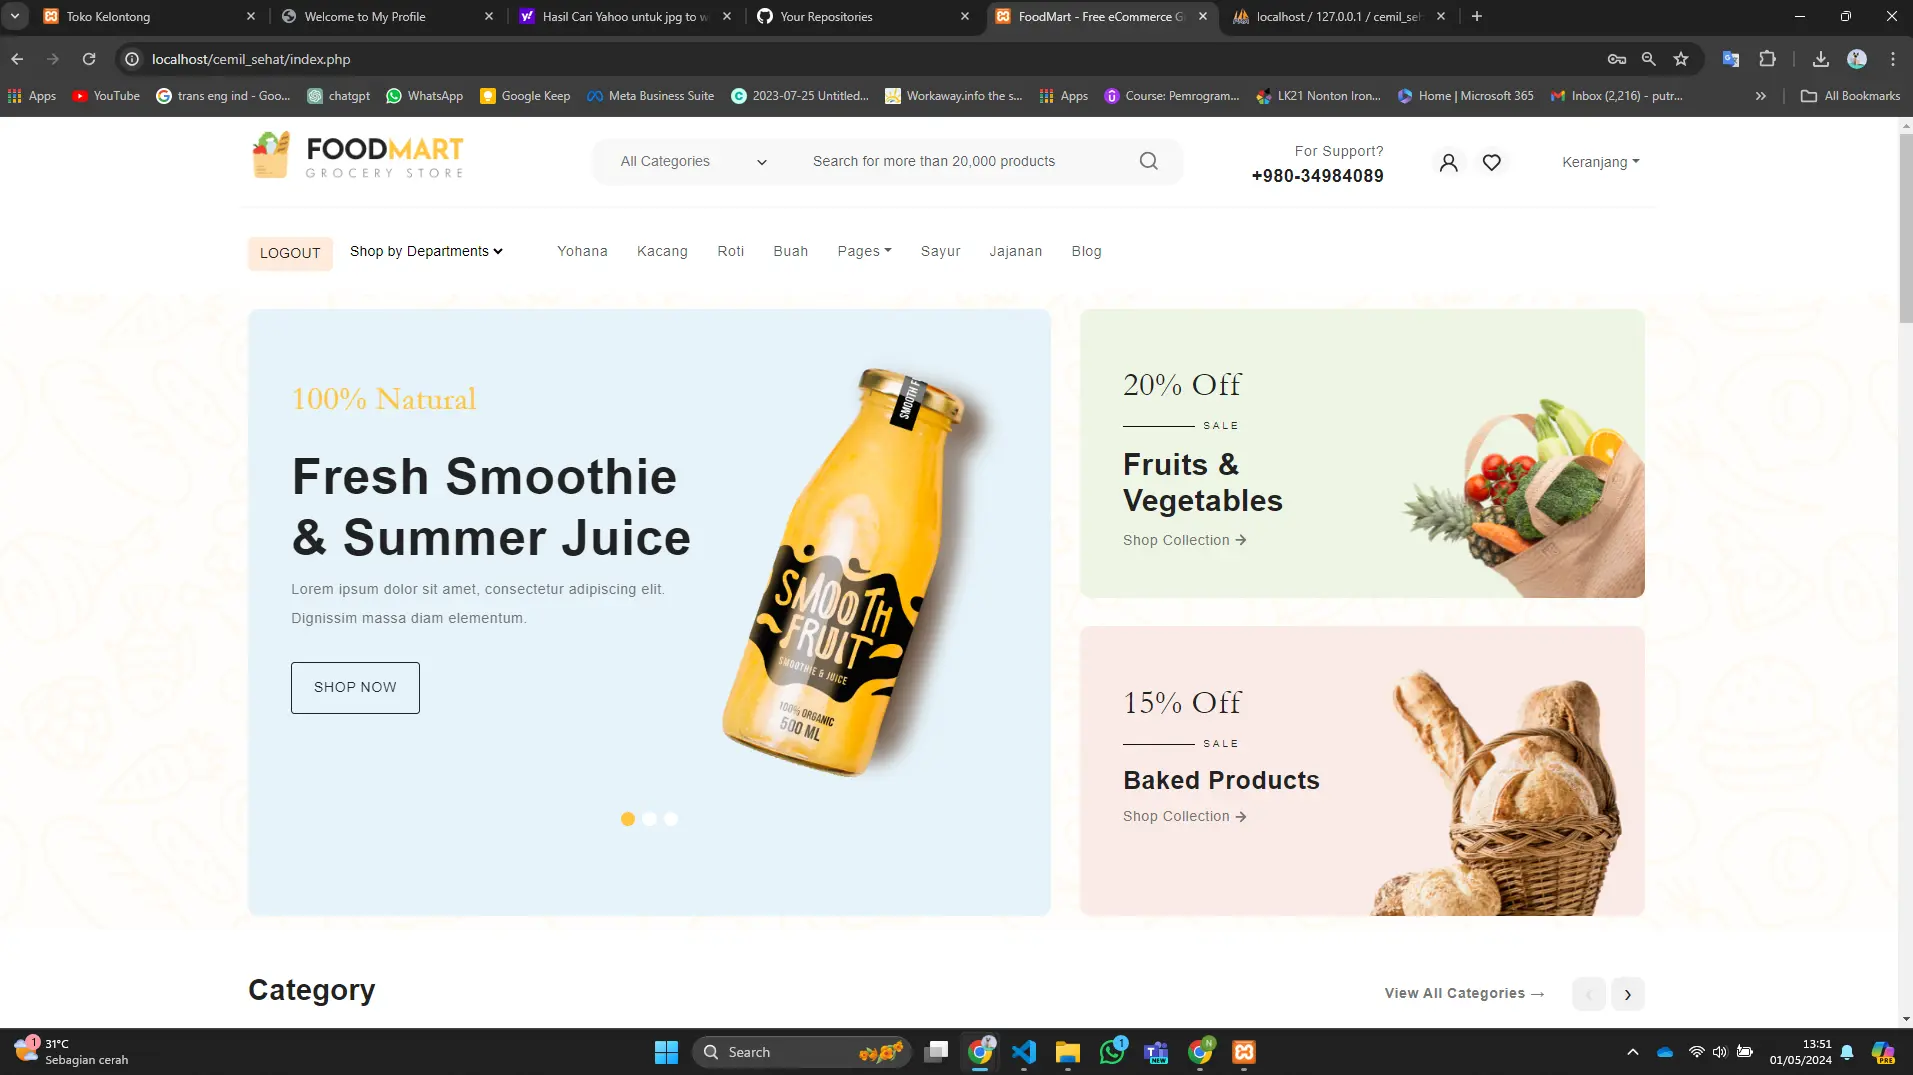 Toko Kelontong
Welcome to My Profile
Hasil Cari Yahoo untuk jpg to w
Your Repositories
FoodMart - Free eCommerce G
localhost / 127.0.0.1 / cemil_seh
localhost/cemil_sehat/index.php
Apps
YouTube
trans eng ind - Goo...
chatgpt
WhatsApp
Google Keep
Meta Business Suite
2023-07-25 Untitled...
Workaway.info the s...
Apps
Course: Pemrogram...
LK21 Nonton Iron...
Home | Microsoft 365
Inbox (2,216) - putr...
All Bookmarks
FOODMART
GROCERY STORE
All Categories
Search for more than 20,000 products
For Support?
+980-34984089
Keranjang
LOGOUT
Shop by Departments
Yohana
Kacang
Roti
Buah
Pages
Sayur
Jajanan
Blog
100% Natural
Fresh Smoothie
& Summer Juice
Lorem ipsum dolor sit amet, consectetur adipiscing elit.
Dignissim massa diam elementum.
SHOP NOW
SMOOTH F
SMOOTH
FRUIT
SMOOTHIE & JUICE
100% ORGANIC
500 ML
20% Off
SALE
Fruits &
Vegetables
Shop Collection →
15% Off
SALE
Baked Products
Shop Collection →
Category
View All Categories →
1
31°C
Sebagian cerah
Search
1
NEW
N
13:51
01/05/2024
PRE